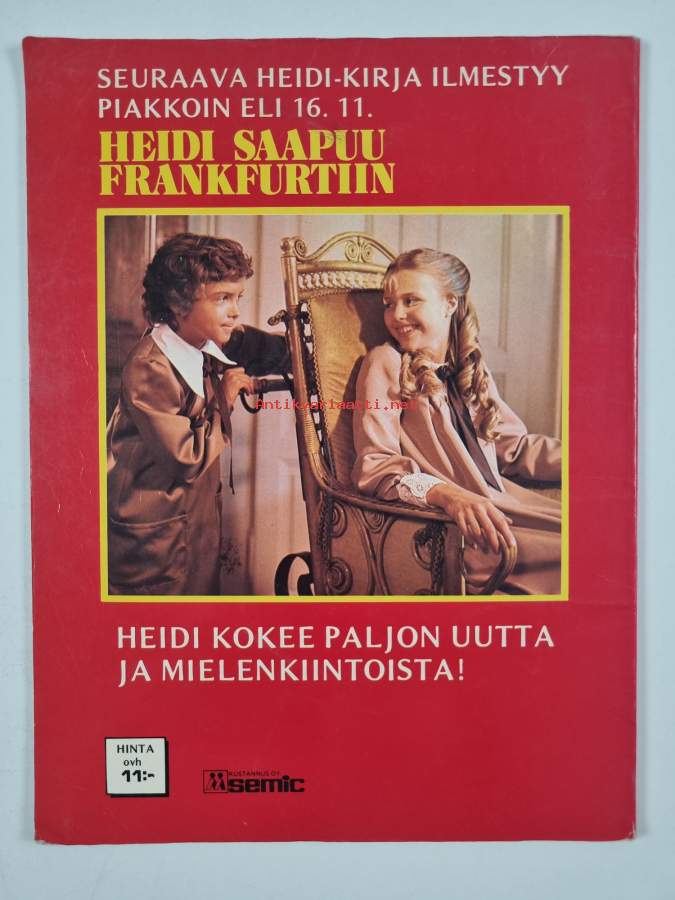 SEURAAVA HEIDI-KIRJA ILMESTYY
PIAKKOIN ELI 16. 11.
HEIDI SAAPUU
FRANKFURTIIN
Antikvariaatti.net
HEIDI KOKEE PALJON UUTTA
JA MIELENKIINTOISTA!
HINTA
ovh
11:-
KUSTANNUS OY
semic